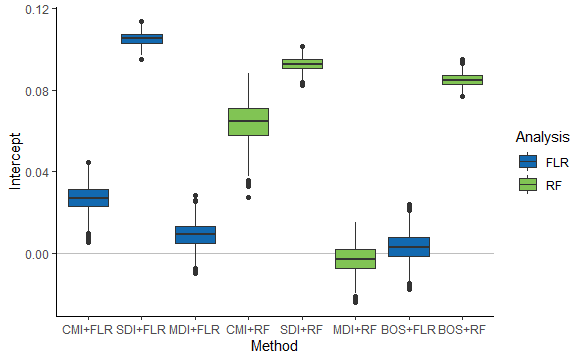 0.12
0.08
0.04
0.00
Intercept
CMI+FLR SDI+FLR MDI+FLR CMI+RF SDI+RF MDI+RF BOS+FLR BOS+RF
Method
Analysis
FLR
RF